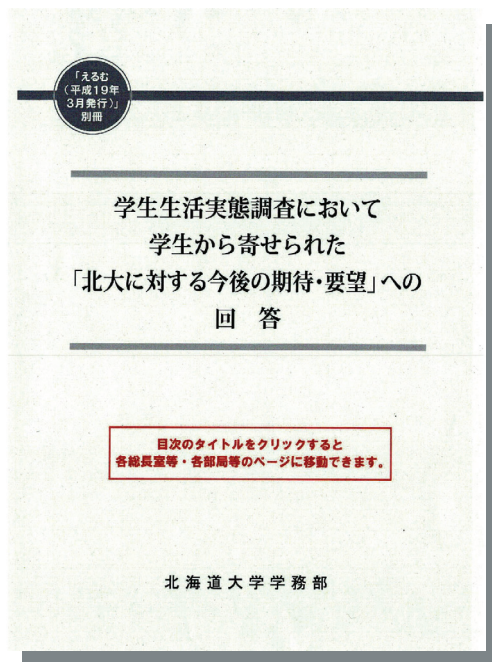 「えるむ
(平成19年
3月発行)」
別冊
学生生活実態調査において
学生から寄せられた
「北大に対する今後の期待・要望」への
回 答
目次のタイトルをクリックすると
各総長室等・各部局等のページに移動できます。
北海道大学学務部